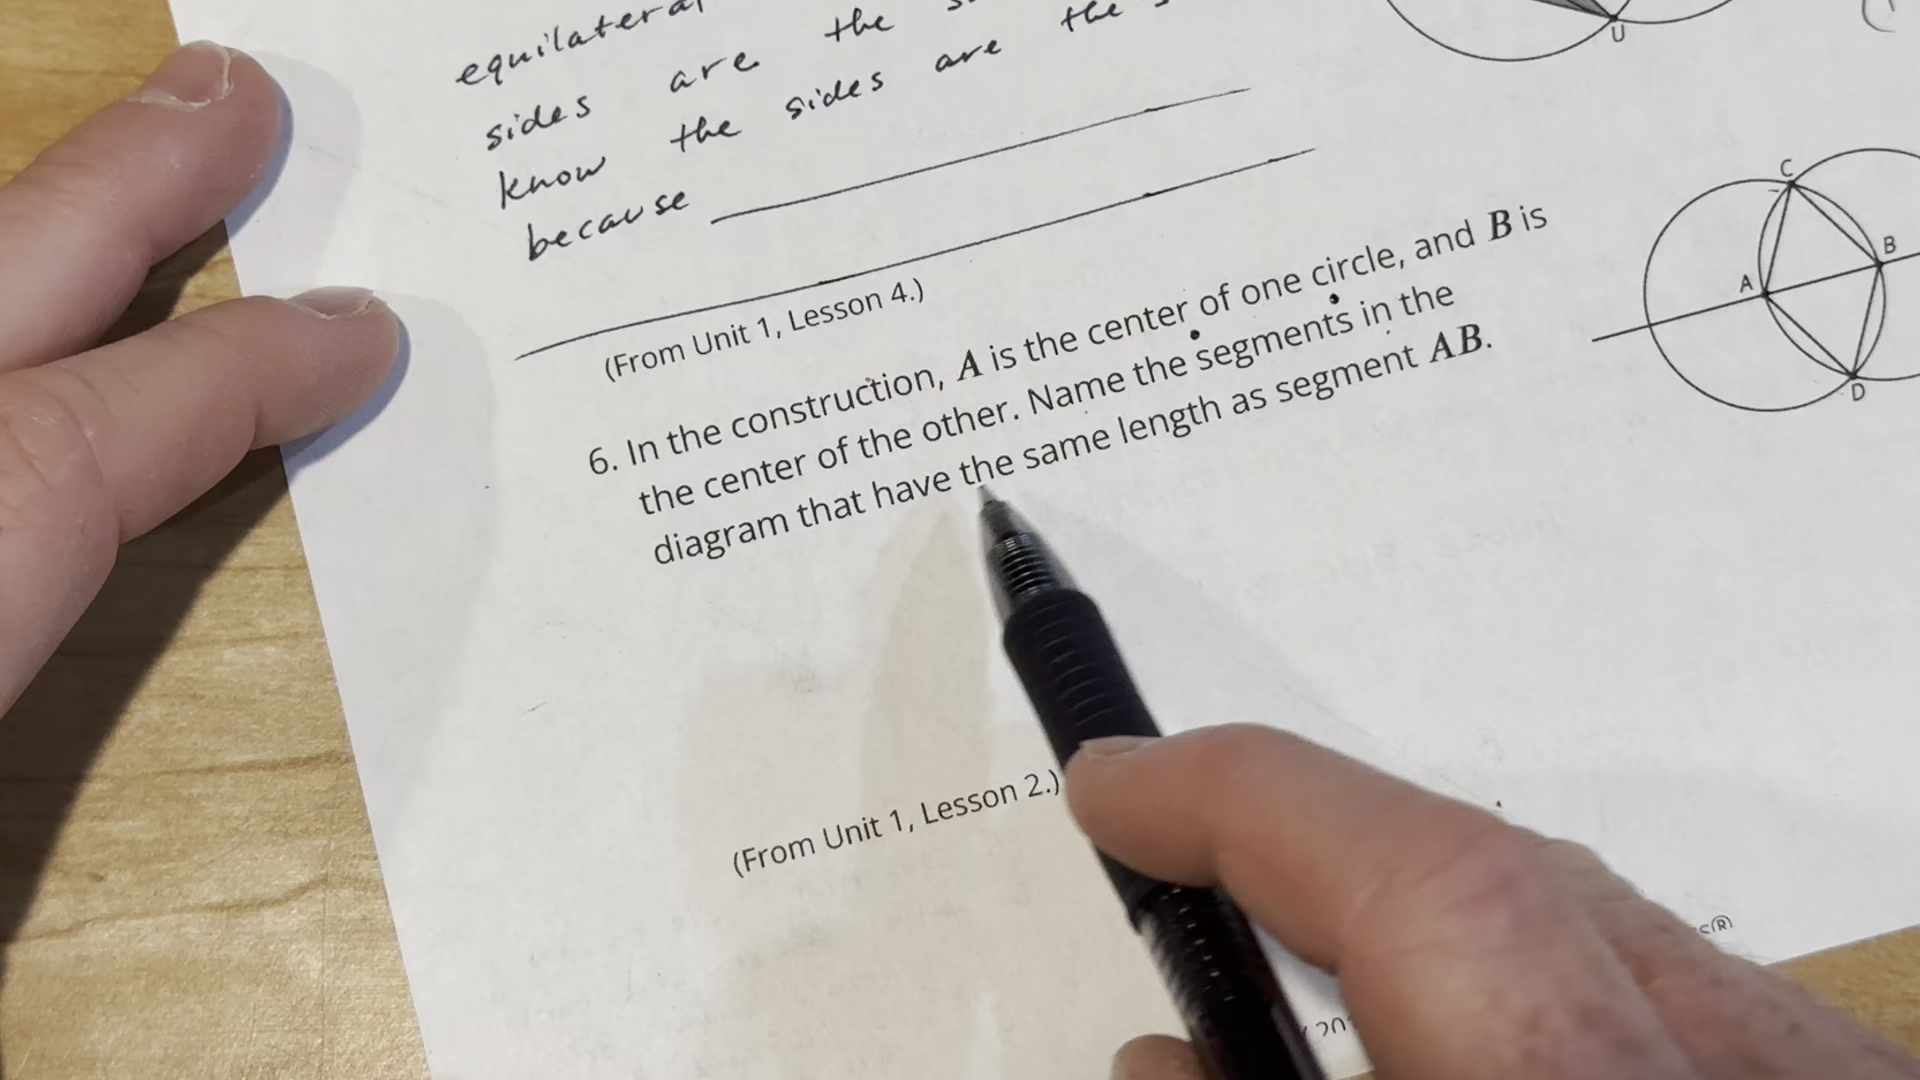 equilateral
sides are the
know the sides are the
because
(From Unit 1, Lesson 4.)
6. In the construction, A is the center of one circle, and B is
the center of the other. Name the segments in the
diagram that have the same length as segment AB.
(From Unit 1, Lesson 2.)
U
C
B
A
D